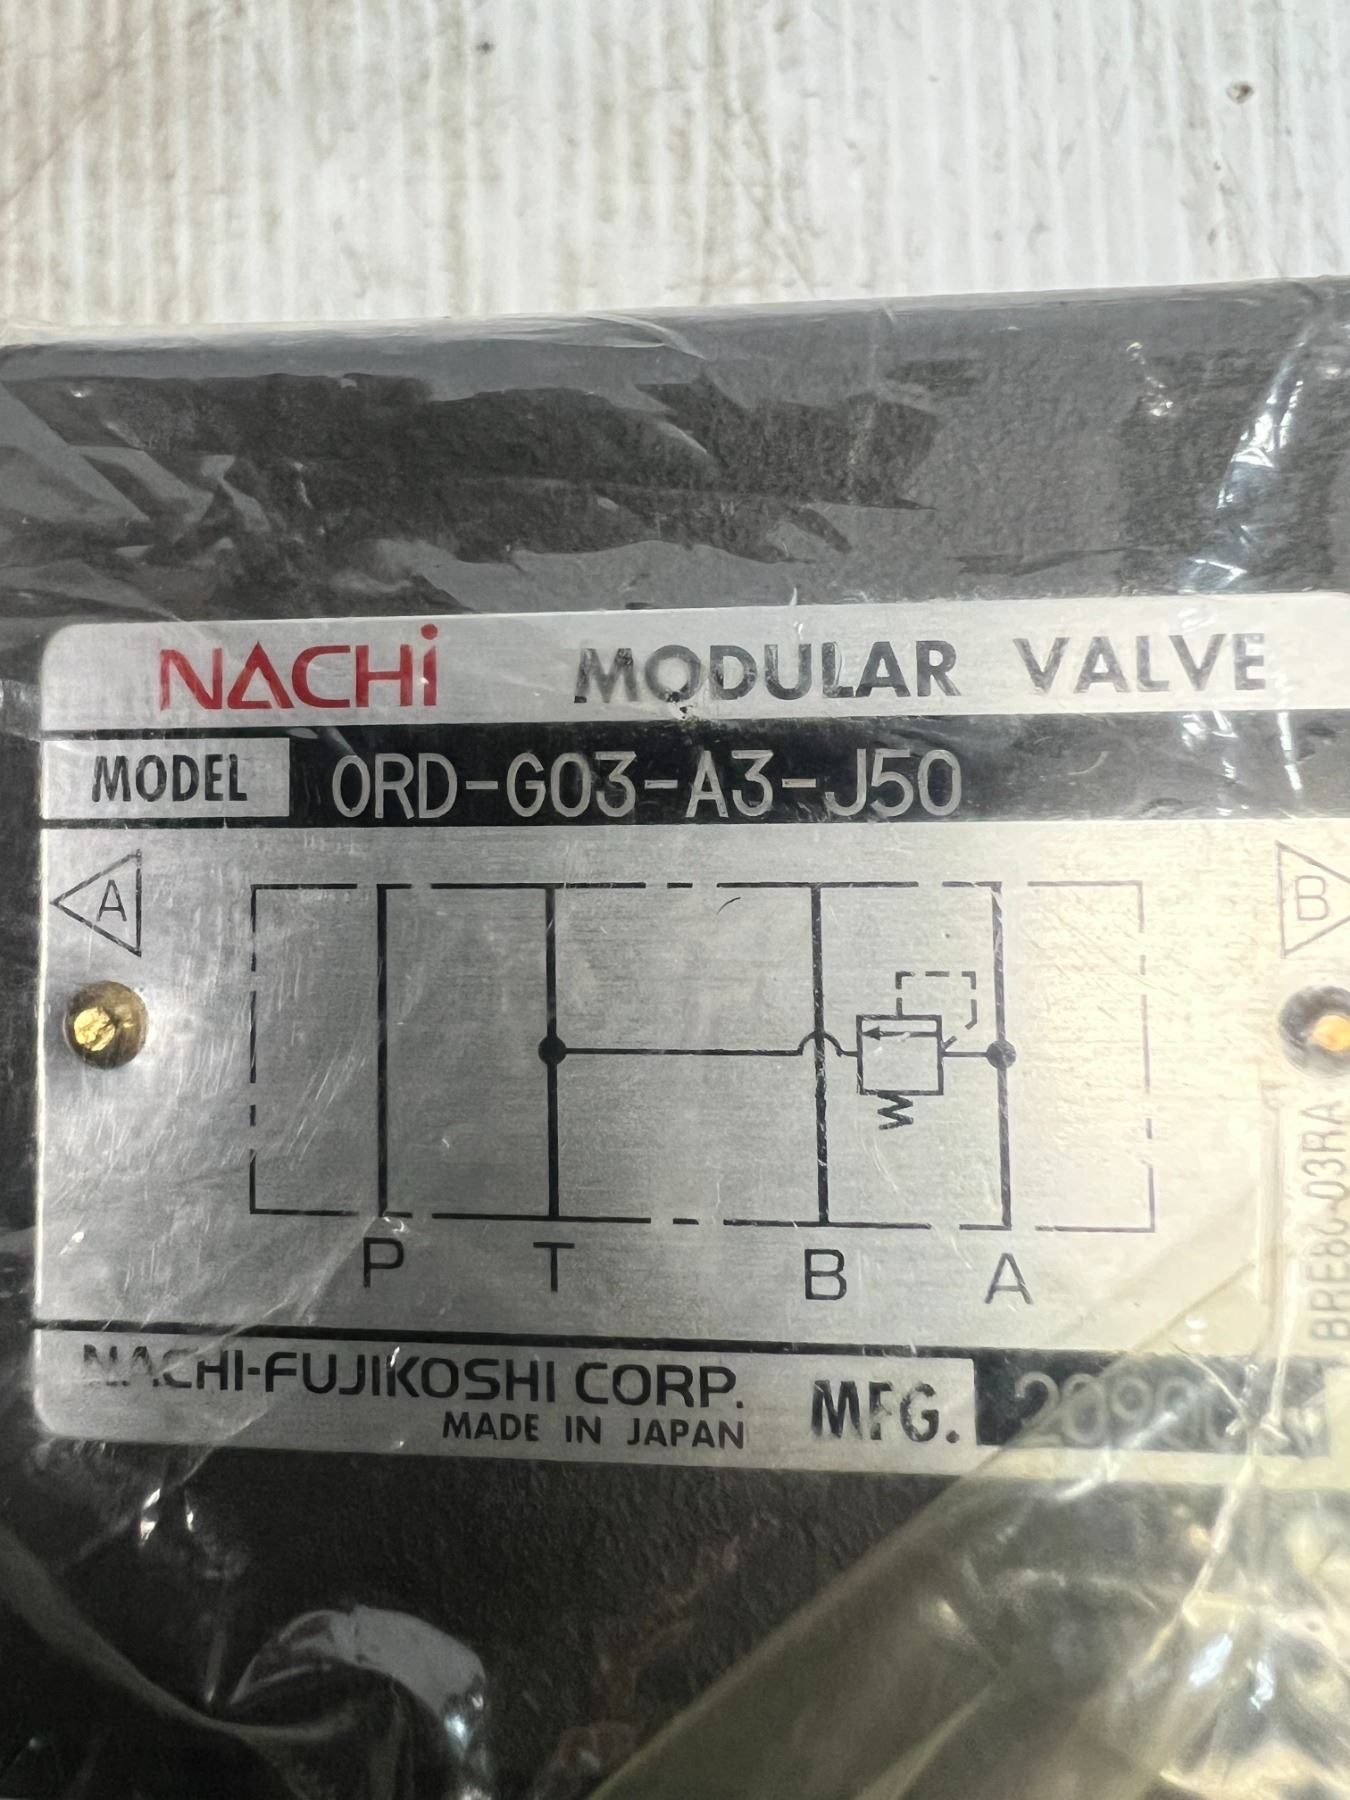 NACHi MODULAR VALVE
MODEL ORD-G03-A3-J50
A B
P T B A
NACHI-FUJIKOSHI CORP. MFG.
MADE IN JAPAN